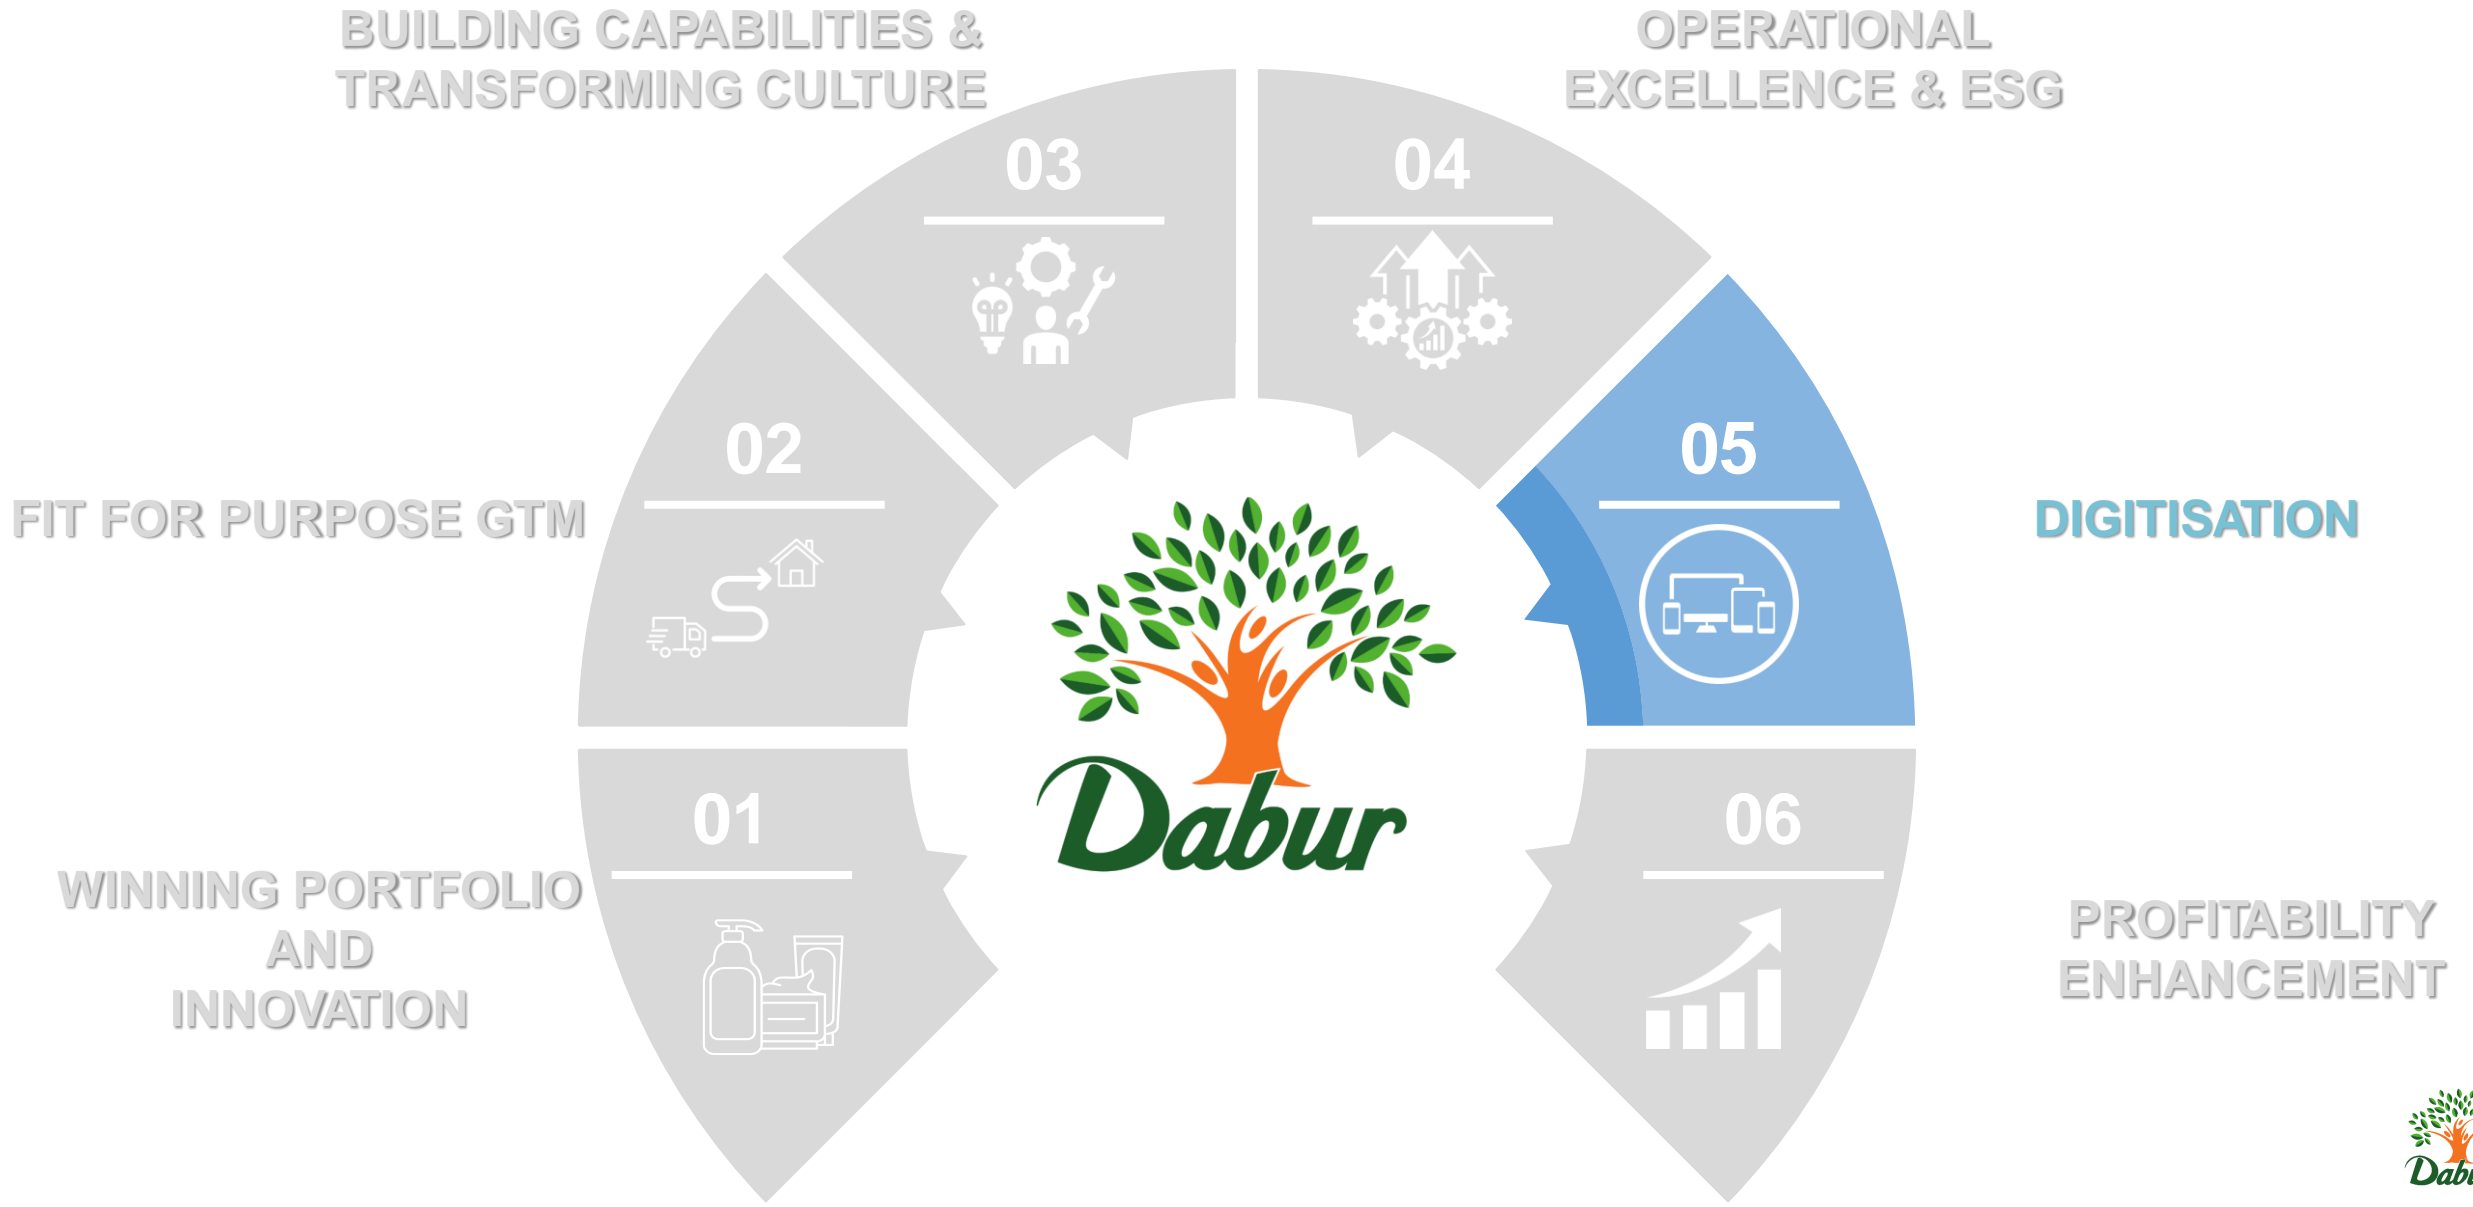 BUILDING CAPABILITIES &
TRANSFORMING CULTURE
OPERATIONAL
EXCELLENCE & ESG
03
04
02
05
FIT FOR PURPOSE GTM
DIGITISATION
Dabur
01
06
WINNING PORTFOLIO
AND
INNOVATION
PROFITABILITY
ENHANCEMENT